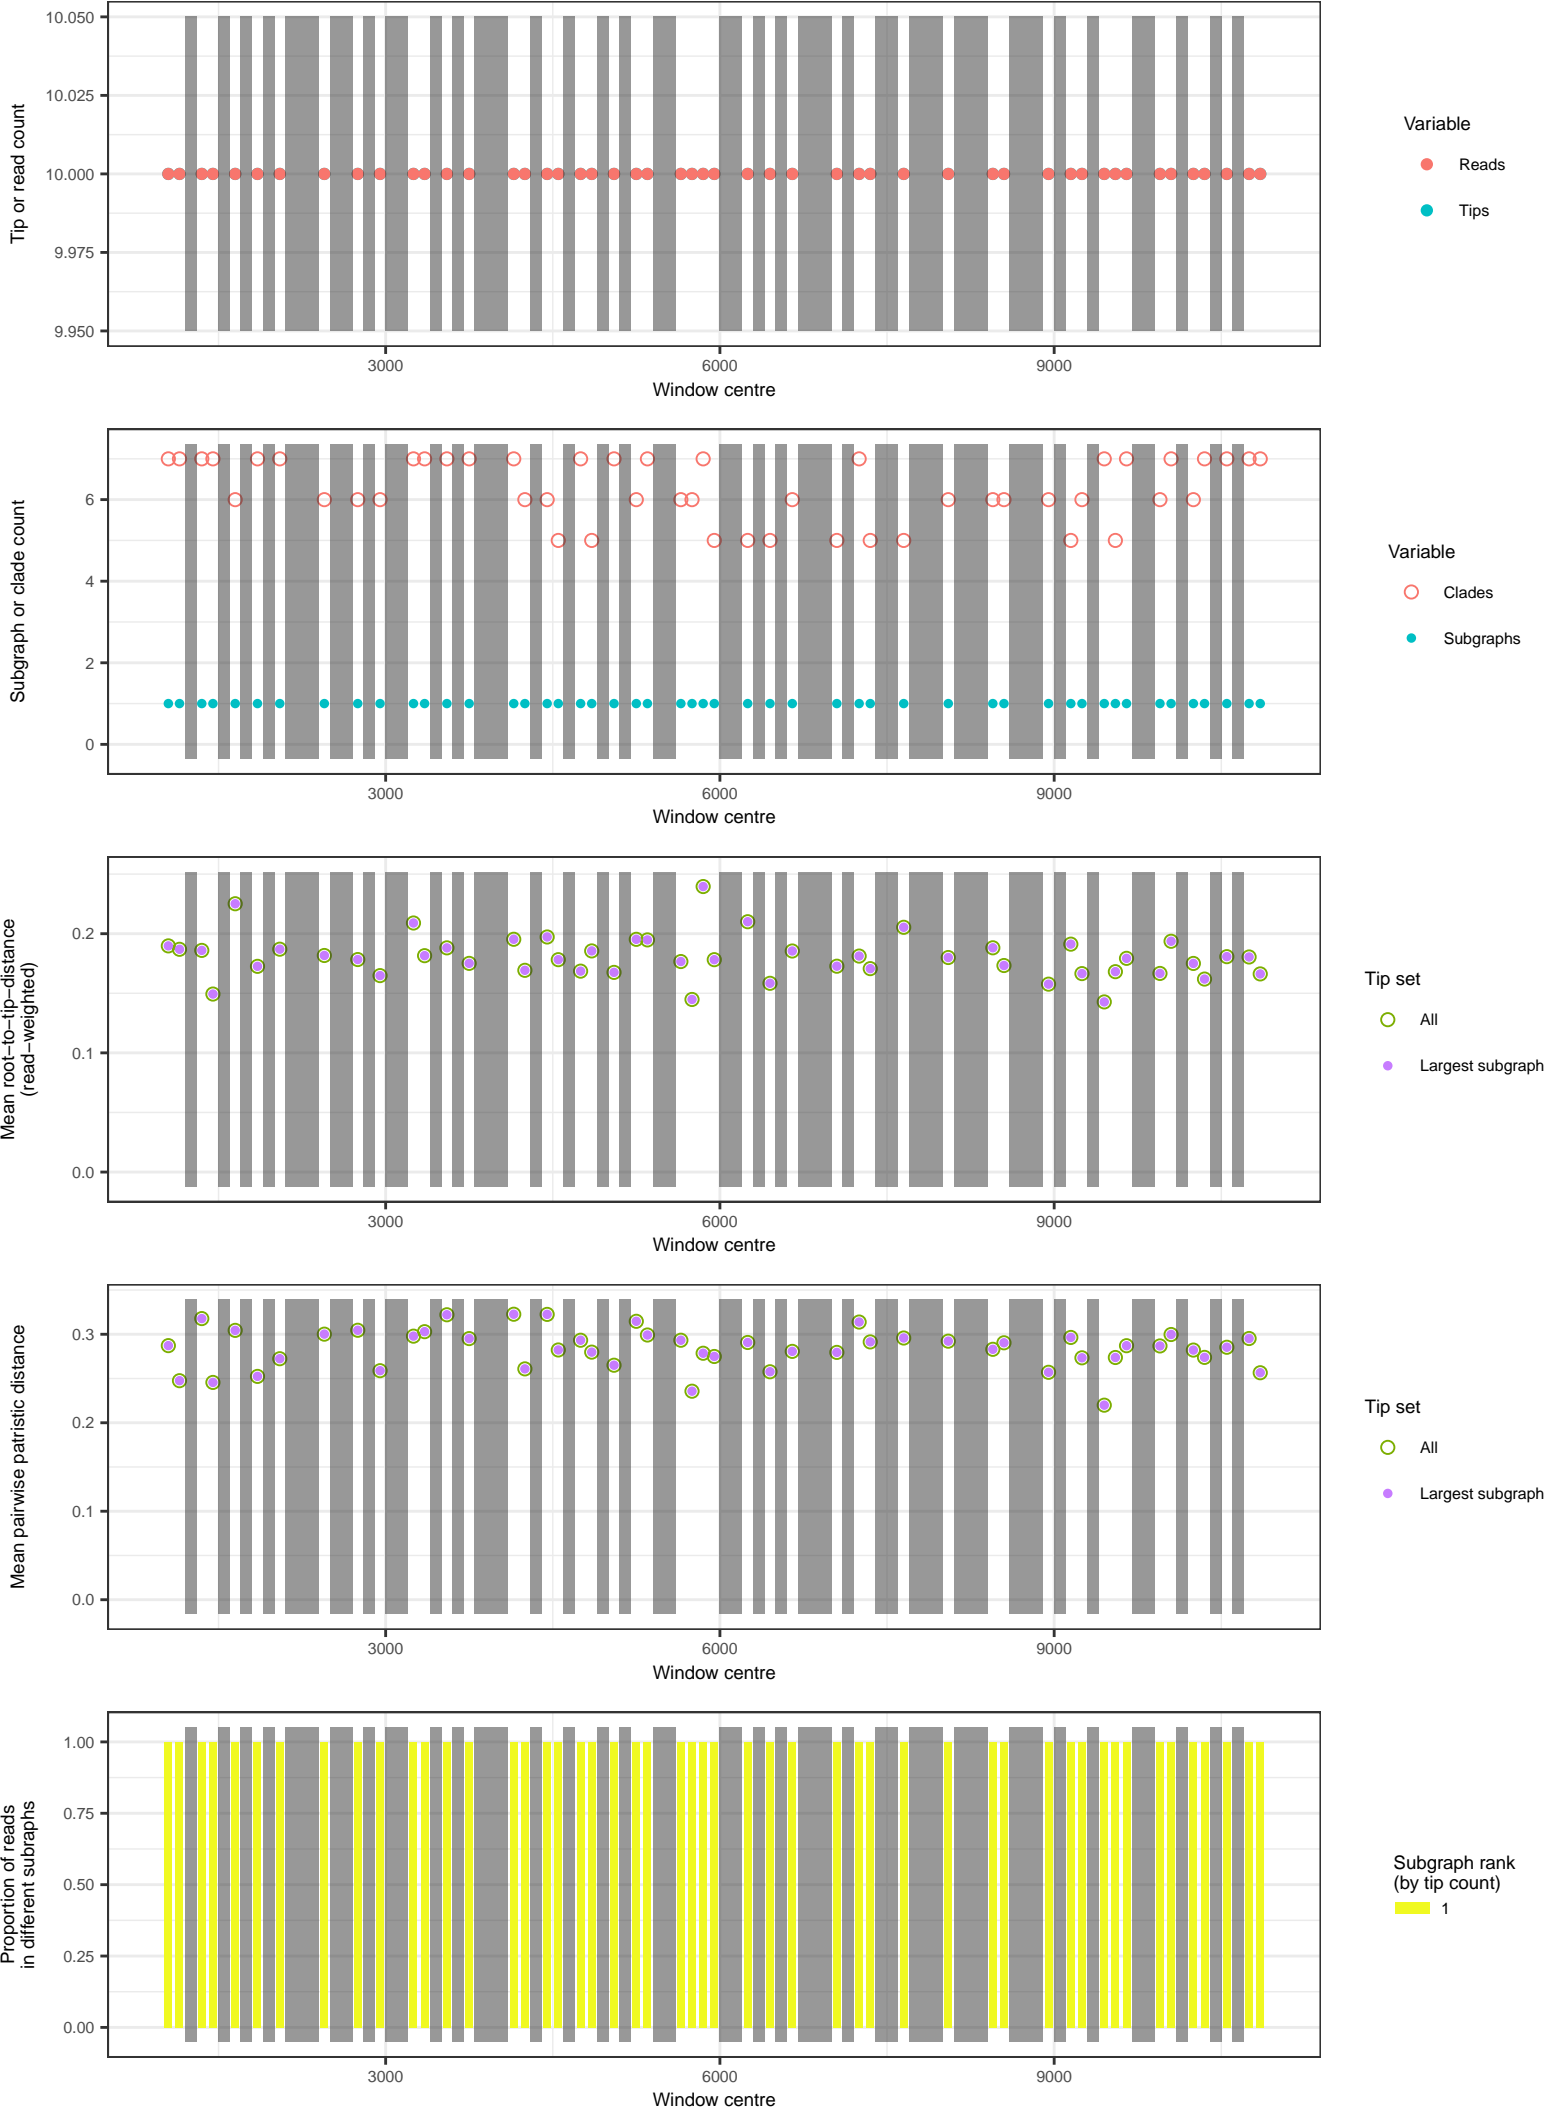 10.050
10.025
10.000
9.975
9.950
Tip or read count
3000
6000
9000
Window centre
Variable
Reads
Tips
6
4
2
0
Subgraph or clade count
3000
6000
9000
Window centre
Variable
Clades
Subgraphs
0.2
0.1
0.0
Mean root−to−tip−distance
(read−weighted)
3000
6000
9000
Window centre
Tip set
All
Largest subgraph
0.3
0.2
0.1
0.0
Mean pairwise patristic distance
3000
6000
9000
Window centre
Tip set
All
Largest subgraph
1.00
0.75
0.50
0.25
0.00
Proportion of reads
in different subraphs
3000
6000
9000
Window centre
Subgraph rank
(by tip count)
1